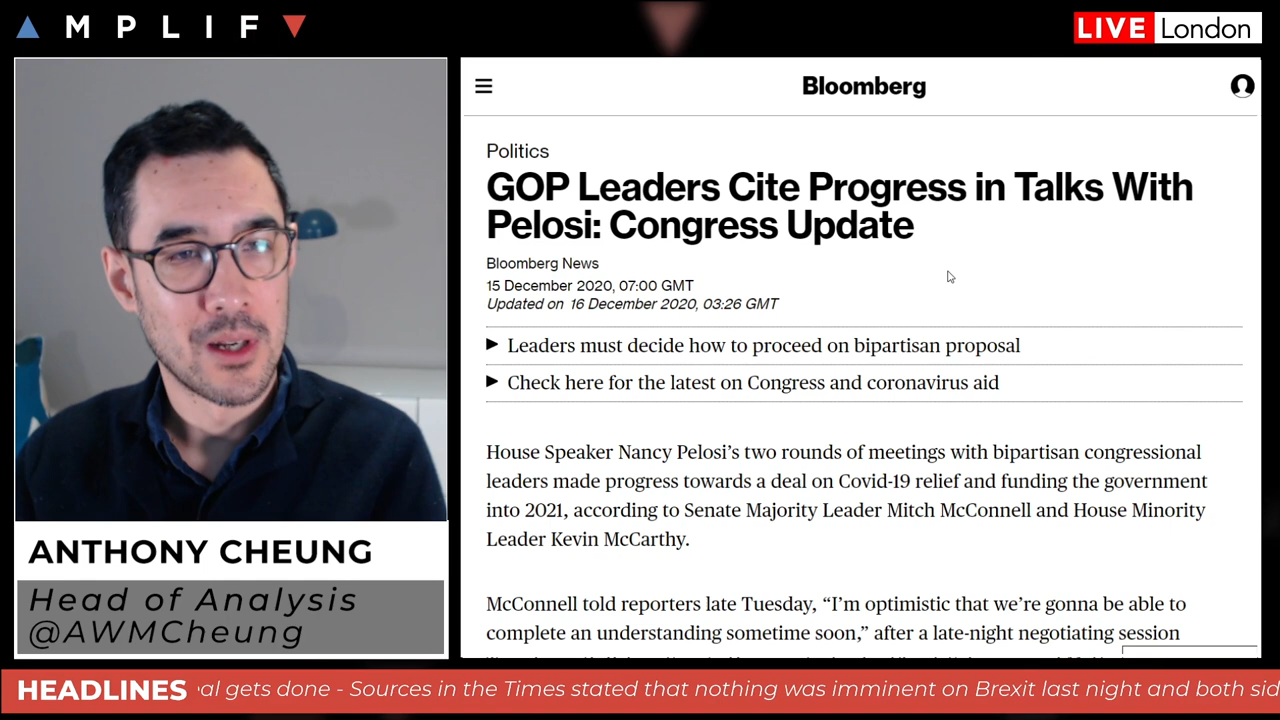 ▲ M P L I F ▼
LIVE London
Bloomberg
Politics
GOP Leaders Cite Progress in Talks With
Pelosi: Congress Update
Bloomberg News
15 December 2020, 07:00 GMT
Updated on 16 December 2020, 03:26 GMT
Leaders must decide how to proceed on bipartisan proposal
Check here for the latest on Congress and coronavirus aid
House Speaker Nancy Pelosi’s two rounds of meetings with bipartisan congressional
leaders made progress towards a deal on Covid-19 relief and funding the government
into 2021, according to Senate Majority Leader Mitch McConnell and House Minority
Leader Kevin McCarthy.
McConnell told reporters late Tuesday, “I’m optimistic that we’re gonna be able to
complete an understanding sometime soon,” after a late-night negotiating session
ANTHONY CHEUNG
Head of Analysis
@AWMCheung
HEADLINES al gets done - Sources in the Times stated that nothing was imminent on Brexit last night and both sid